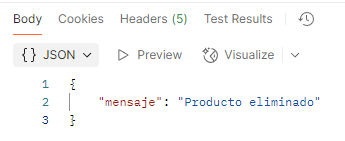 Body Cookies Headers (5) Test Results
{} JSON Preview Visualize
1 {
2 "mensaje": "Producto eliminado"
3 }